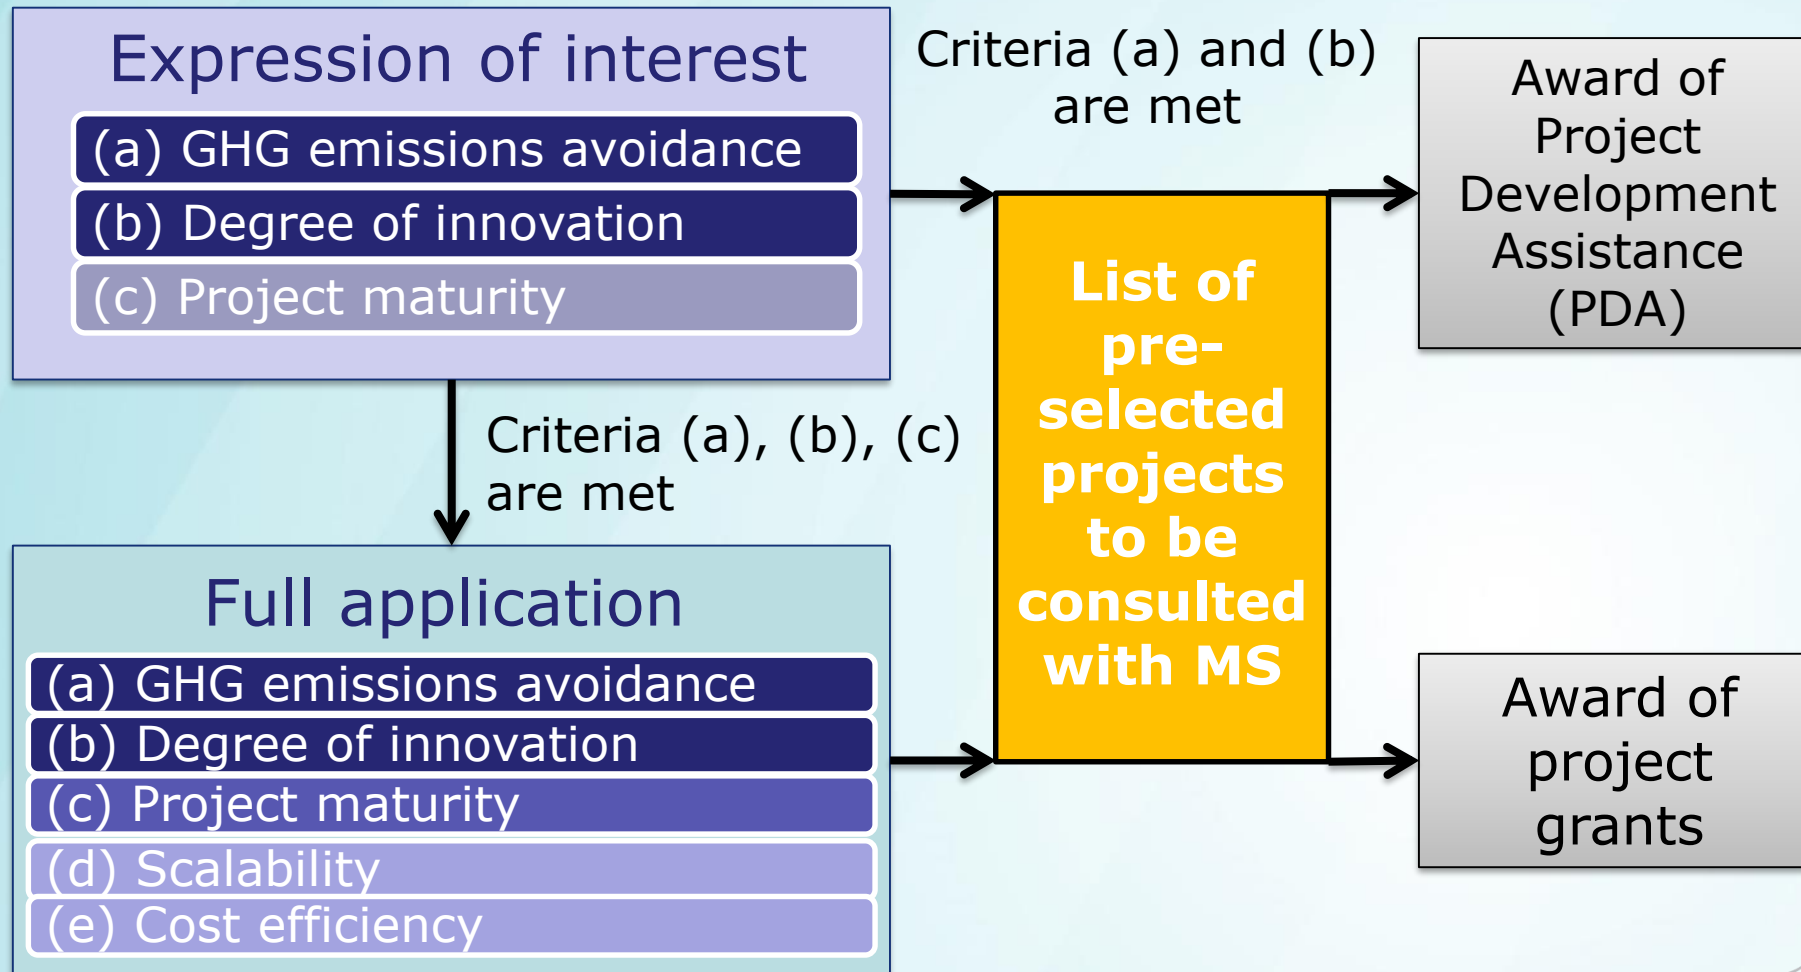 Expression of interest
(a) GHG emissions avoidance
(b) Degree of innovation
(c) Project maturity
Criteria (a) and (b)
are met
Award of
Project
Development
Assistance
(PDA)
List of
pre-
selected
projects
to be
consulted
with MS
Criteria (a), (b), (c)
are met
Full application
(a) GHG emissions avoidance
(b) Degree of innovation
(c) Project maturity
(d) Scalability
(e) Cost efficiency
Award of
project
grants